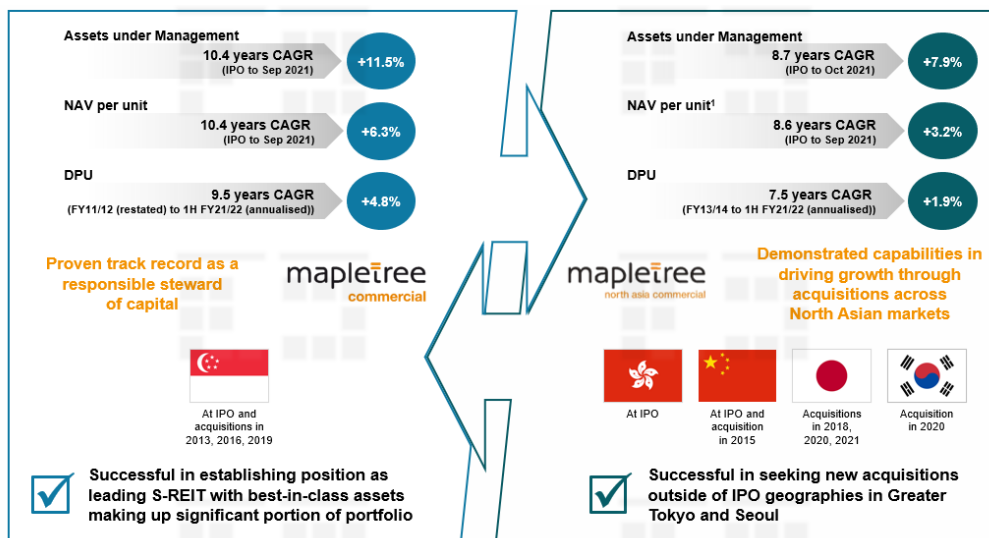 Assets under Management
10.4 years CAGR
(IPO to Sep 2021)
+11.5%
NAV per unit
10.4 years CAGR
(IPO to Sep 2021)
+6.3%
DPU
9.5 years CAGR
(FY11/12 (restated) to 1H FY21/22 (annualised))
+4.8%
Proven track record as a
responsible steward
of capital
mapletree
commercial
At IPO and
acquisitions in
2013, 2016, 2019
Successful in establishing position as
leading S-REIT with best-in-class assets
making up significant portion of portfolio
Assets under Management
8.7 years CAGR
(IPO to Oct 2021)
+7.9%
NAV per unit¹
8.6 years CAGR
(IPO to Sep 2021)
+3.2%
DPU
7.5 years CAGR
(FY13/14 to 1H FY21/22 (annualised))
+1.9%
mapletree
north asia commercial
Demonstrated capabilities in
driving growth through
acquisitions across
North Asian markets
At IPO
At IPO and
acquisition
in 2015
Acquisitions
in 2018,
2020, 2021
Acquisition
in 2020
Successful in seeking new acquisitions
outside of IPO geographies in Greater
Tokyo and Seoul